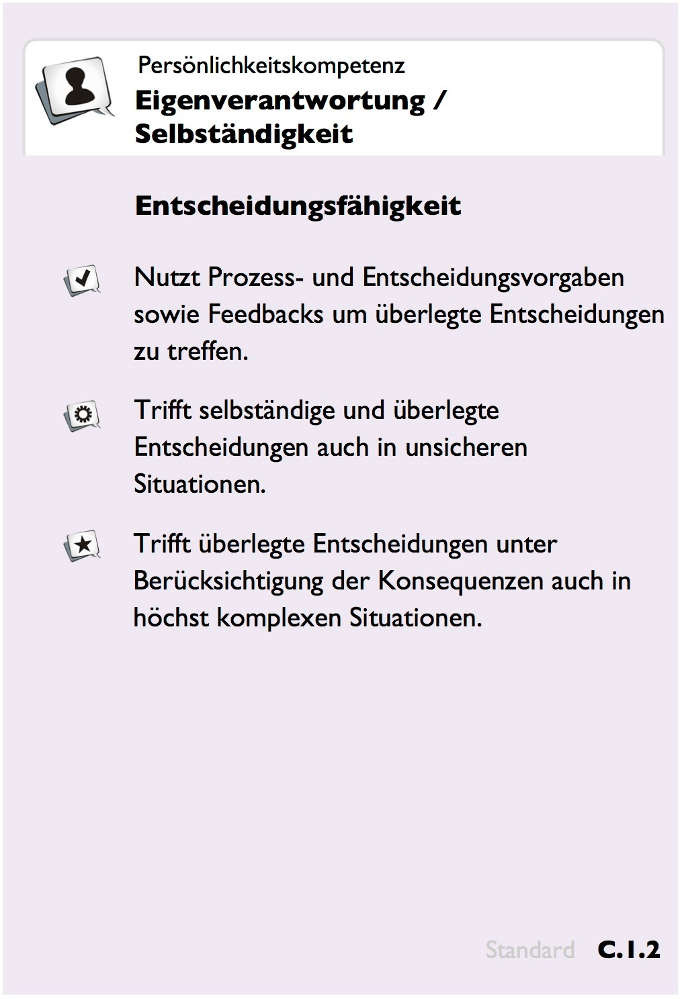 Persönlichkeitskompetenz
Eigenverantwortung /
Selbständigkeit
Entscheidungsfähigkeit
Nutzt Prozess- und Entscheidungsvorgaben
sowie Feedbacks um überlegte Entscheidungen
zu treffen.
Trifft selbständige und überlegte
Entscheidungen auch in unsicheren
Situationen.
Trifft überlegte Entscheidungen unter
Berücksichtigung der Konsequenzen auch in
höchst komplexen Situationen.
Standard C.1.2